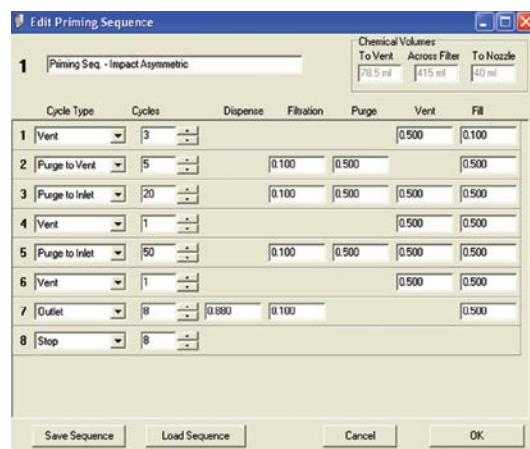 Edit Priming Sequence
Chemical Volumes
To Vent Across Filter To Nozzle
1 Priming Seq. - Impact Asymmetric 78.5 ml 415 ml 40 ml
Cycle Type Cycles Dispense Filtration Purge Vent Fill
1 Vent 3 0.500 0.100
2 Purge to Vent 5 0.100 0.500 0.500
3 Purge to Inlet 20 0.100 0.500 0.500 0.500
4 Vent 1 0.500 0.500
5 Purge to Inlet 50 0.100 0.500 0.500 0.500
6 Vent 1 0.500 0.500
7 Outlet 8 0.880 0.100 0.500
8 Stop 8
Save Sequence Load Sequence Cancel OK